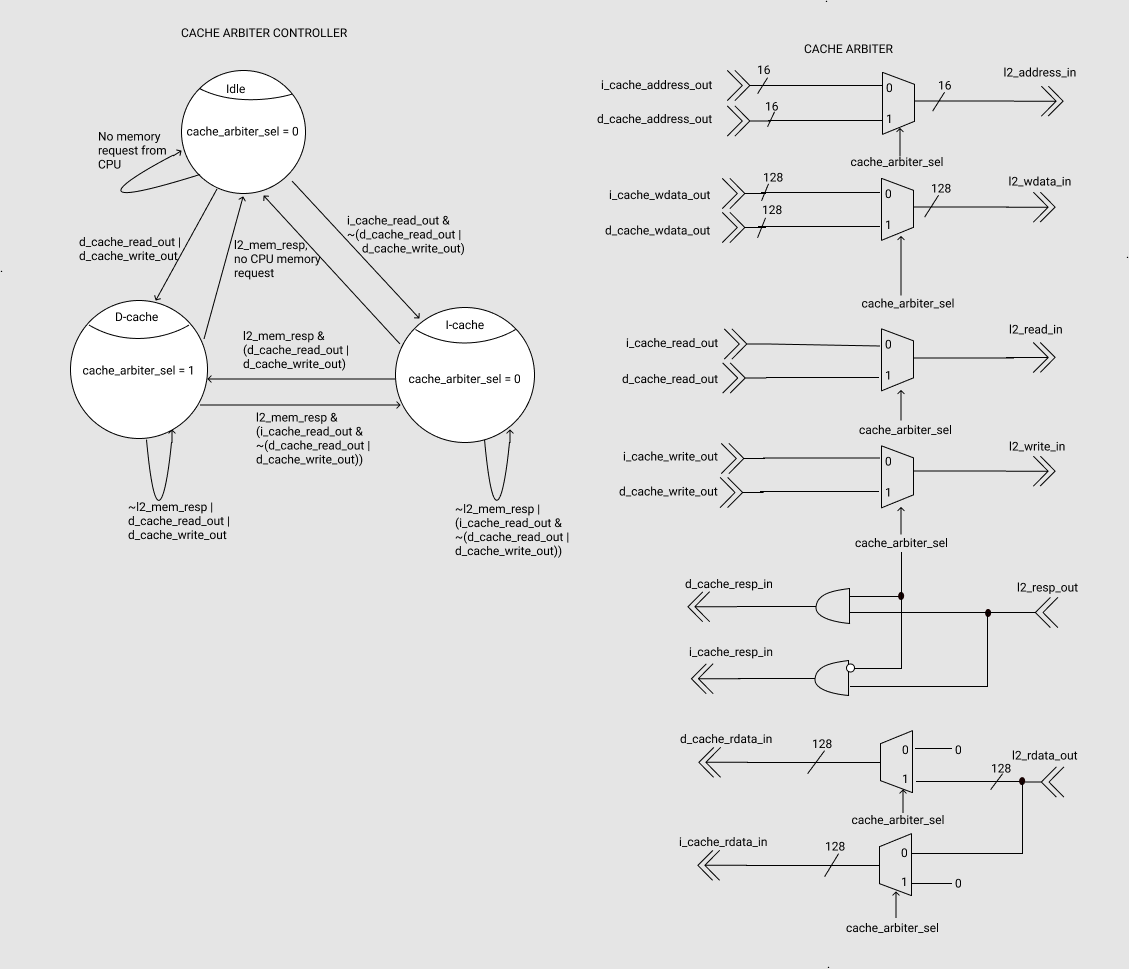 CACHE ARBITER CONTROLLER
Idle
cache_arbiter_sel = 0
No memory
request from
CPU
i_cache_read_out &
~(d_cache_read_out |
d_cache_write_out)
d_cache_read_out |
d_cache_write_out
l2_mem_resp,
no CPU memory
request
D-cache
cache_arbiter_sel = 1
I-cache
cache_arbiter_sel = 0
l2_mem_resp &
(d_cache_read_out |
d_cache_write_out)
l2_mem_resp &
(i_cache_read_out &
~(d_cache_read_out |
d_cache_write_out))
~l2_mem_resp |
d_cache_read_out |
d_cache_write_out
~l2_mem_resp |
(i_cache_read_out &
~(d_cache_read_out |
d_cache_write_out))
CACHE ARBITER
i_cache_address_out
16
0
l2_address_in
d_cache_address_out
16
1
16
cache_arbiter_sel
i_cache_wdata_out
128
0
l2_wdata_in
d_cache_wdata_out
128
1
128
cache_arbiter_sel
i_cache_read_out
0
l2_read_in
d_cache_read_out
1
cache_arbiter_sel
i_cache_write_out
0
l2_write_in
d_cache_write_out
1
cache_arbiter_sel
d_cache_resp_in
l2_resp_out
i_cache_resp_in
d_cache_rdata_in
128
0
0
l2_rdata_out
1
128
cache_arbiter_sel
i_cache_rdata_in
128
0
1
0
cache_arbiter_sel